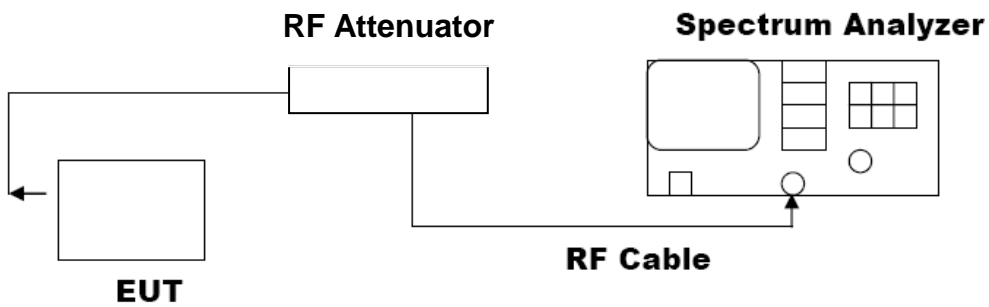 RF Attenuator
Spectrum Analyzer
RF Cable
EUT